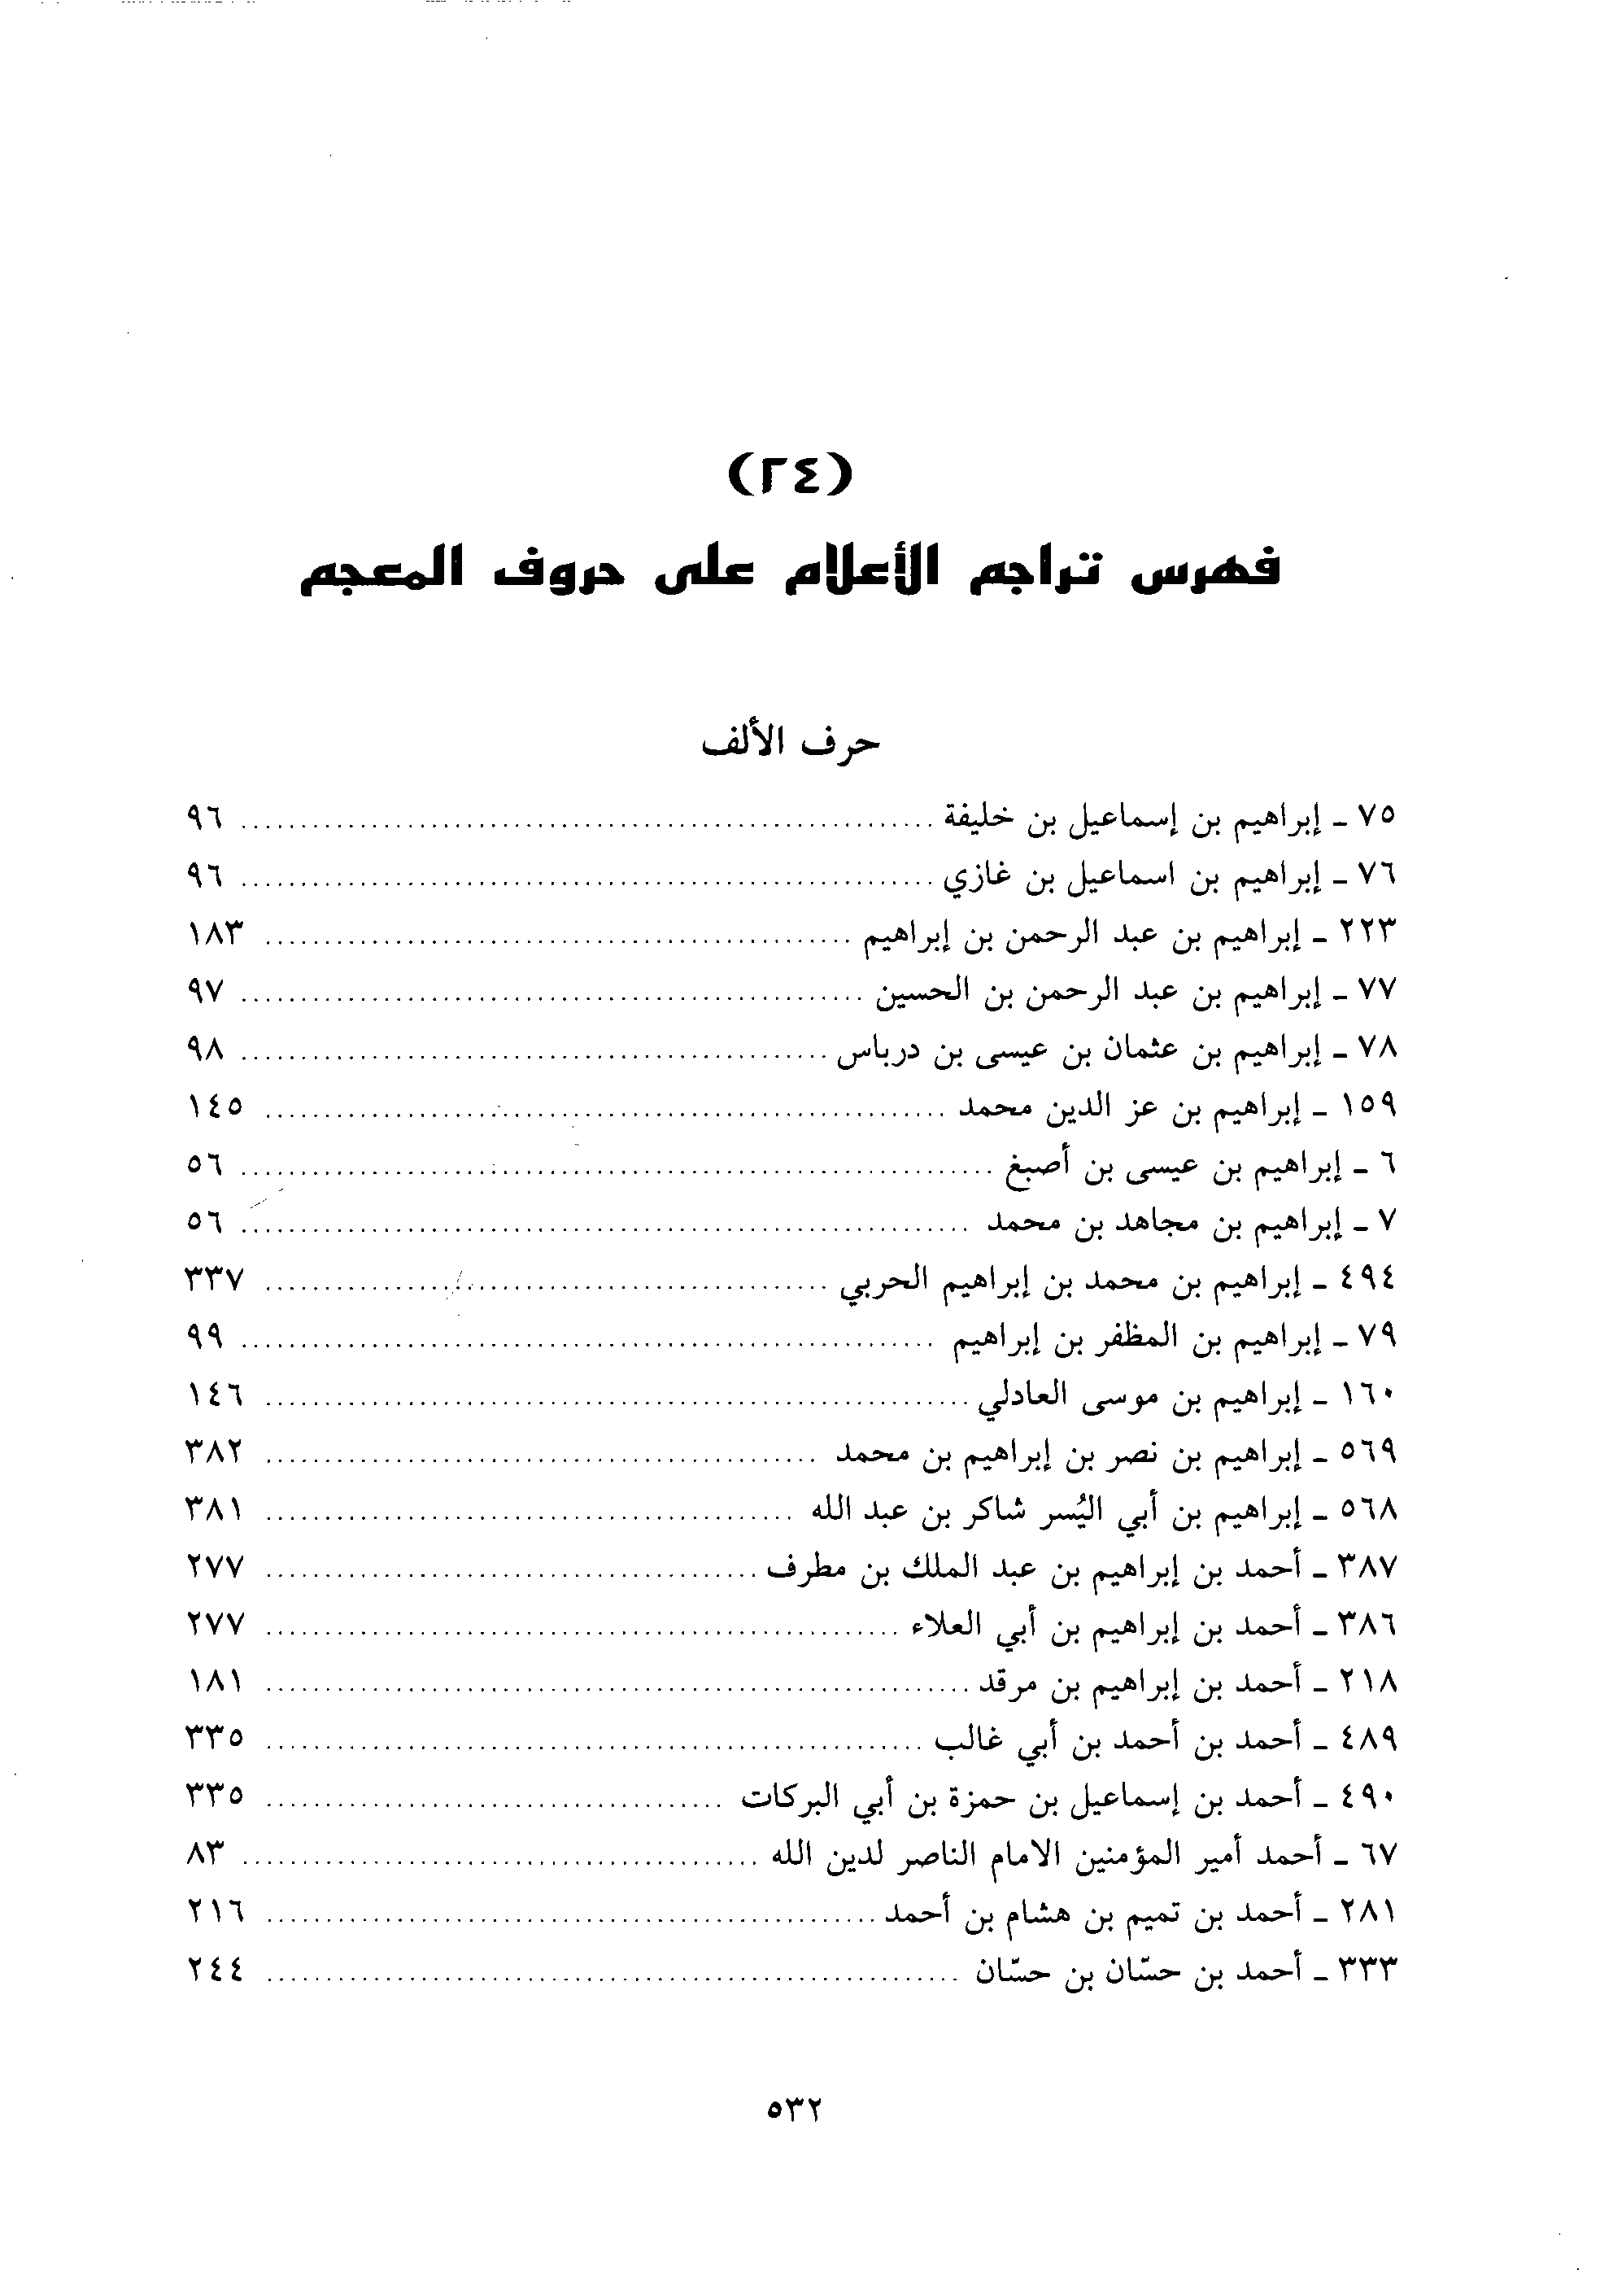 (٢٤)
فهرس تراجم الأعلام على حروف المعجم
حرف الألف
٧٥ ـ إبراهيم بن إسماعيل بن خليفة ........ ٩٦
٧٦ ـ إبراهيم بن اسماعيل بن غازي ........ ٩٦
٢٢٣ ـ إبراهيم بن عبد الرحمن بن إبراهيم ........ ١٨٣
٧٧ ـ إبراهيم بن عبد الرحمن بن الحسين ........ ٩٧
٧٨ ـ إبراهيم بن عثمان بن عيسى بن درباس ........ ٩٨
١٥٩ ـ إبراهيم بن عز الدين محمد ........ ١٤٥
٦ ـ إبراهيم بن عيسى بن أصبغ ........ ٥٦
٧ ـ إبراهيم بن مجاهد بن محمد ........ ٥٦
٤٩٤ ـ إبراهيم بن محمد بن إبراهيم الحربي ........ ٣٣٧
٧٩ ـ إبراهيم بن المظفر بن إبراهيم ........ ٩٩
١٦٠ ـ إبراهيم بن موسى العادلي ........ ١٤٦
٥٦٩ ـ إبراهيم بن نصر بن إبراهيم بن محمد ........ ٣٨٢
٥٦٨ ـ إبراهيم بن أبي اليُسر شاكر بن عبد الله ........ ٣٨١
٣٨٧ ـ أحمد بن إبراهيم بن عبد الملك بن مطرف ........ ٢٧٧
٣٨٦ ـ أحمد بن إبراهيم بن أبي العلاء ........ ٢٧٧
٢١٨ ـ أحمد بن إبراهيم بن مرقد ........ ١٨١
٤٨٩ ـ أحمد بن أحمد بن أبي غالب ........ ٣٣٥
٤٩٠ ـ أحمد بن إسماعيل بن حمزة بن أبي البركات ........ ٣٣٥
٦٧ ـ أحمد أمير المؤمنين الامام الناصر لدين الله ........ ٨٣
٢٨١ ـ أحمد بن تميم بن هشام بن أحمد ........ ٢١٦
٣٣٣ ـ أحمد بن حسّان بن حسّان ........ ٢٤٤
٥٣٢